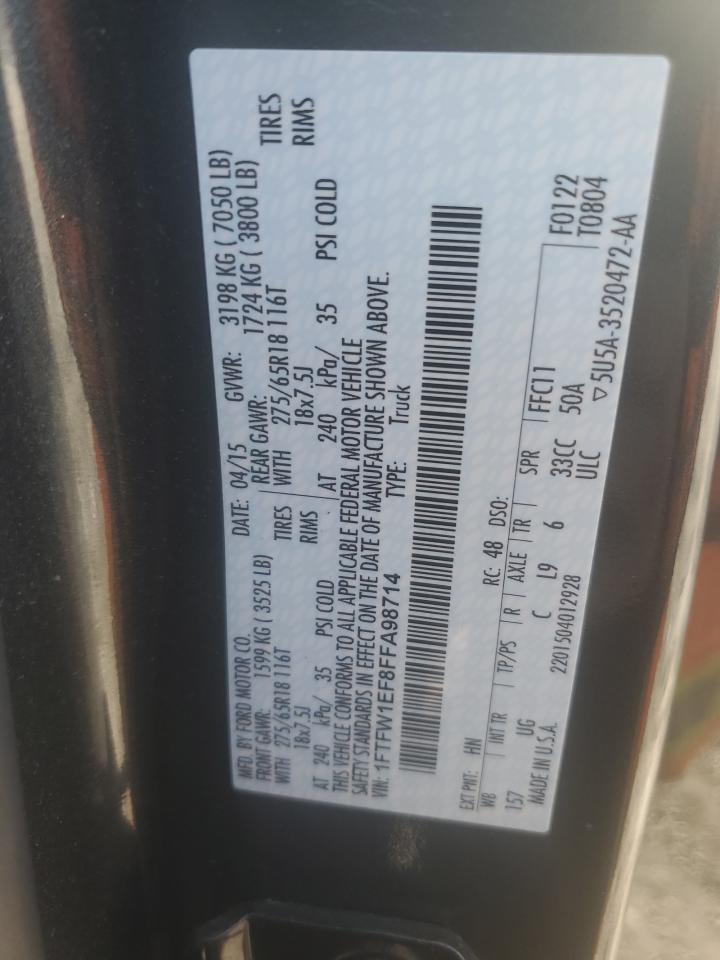 MFD. BY FORD MOTOR CO. DATE: 04/15 GVWR: 3198 KG ( 7050 LB)
FRONT GAWR: 1599 KG ( 3525 LB) REAR GAWR: 1724 KG ( 3800 LB)
WITH 275/65R18 116T TIRES WITH 275/65R18 116T TIRES
18x7.5J RIMS 18x7.5J RIMS
AT 240 kPa/ 35 PSI COLD AT 240 kPa/ 35 PSI COLD
THIS VEHICLE CONFORMS TO ALL APPLICABLE FEDERAL MOTOR VEHICLE
SAFETY STANDARDS IN EFFECT ON THE DATE OF MANUFACTURE SHOWN ABOVE.
VIN: 1FTFW1EF8FFA98714 TYPE: Truck
EXT PNT: HN RC: 48 DSO: F0122
WB INT TR TP/PS R AXLE TR SPR FFC11 T0804
157 UG C L9 6 33CC 50A
MADE IN U.S.A. 2201504012928 ULC ▽5U5A-3520472-AA